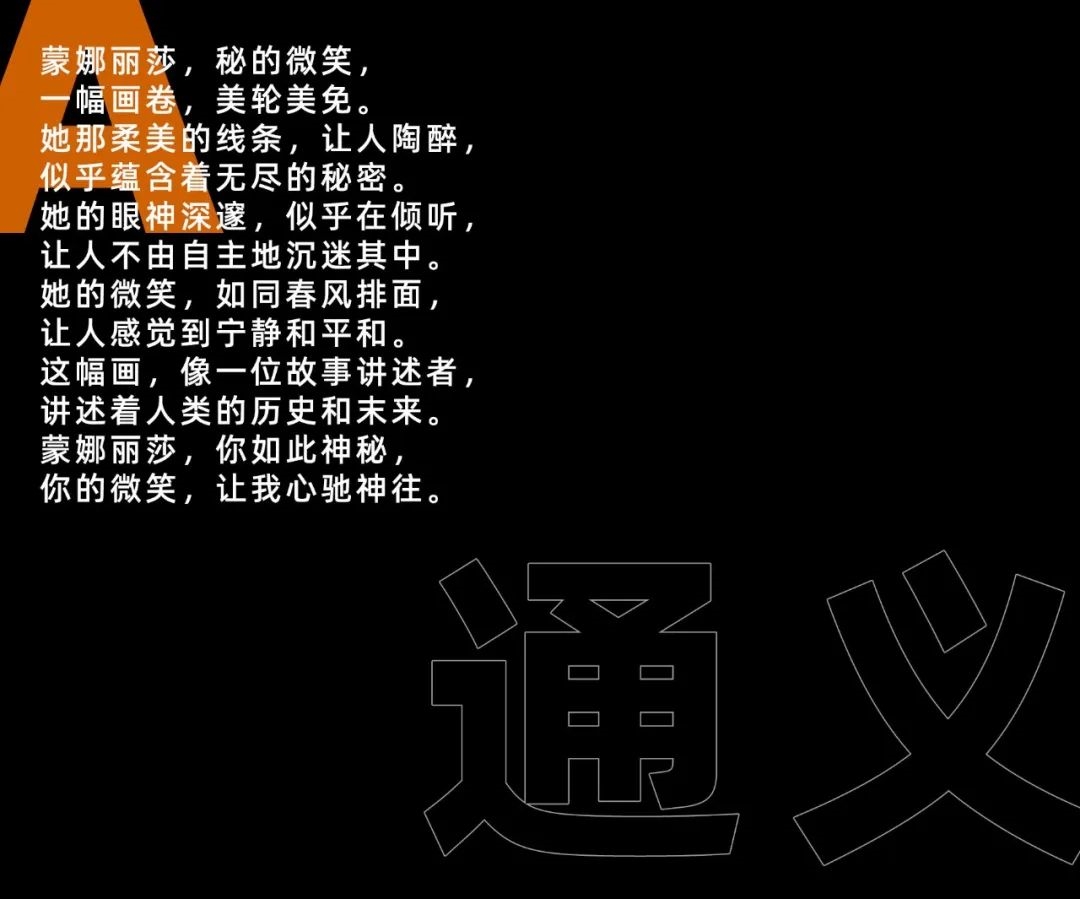 A
蒙娜丽莎，秘的微笑，
一幅画卷，美轮美免。
她那柔美的线条，让人陶醉，
似乎蕴含着无尽的秘密。
她的眼神深邃，似乎在倾听，
让人不由自主地沉迷其中。
她的微笑，如同春风排面，
让人感觉到宁静和平和。
这幅画，像一位故事讲述者，
讲述着人类的历史和末来。
蒙娜丽莎，你如此神秘，
你的微笑，让我心驰神往。
通义